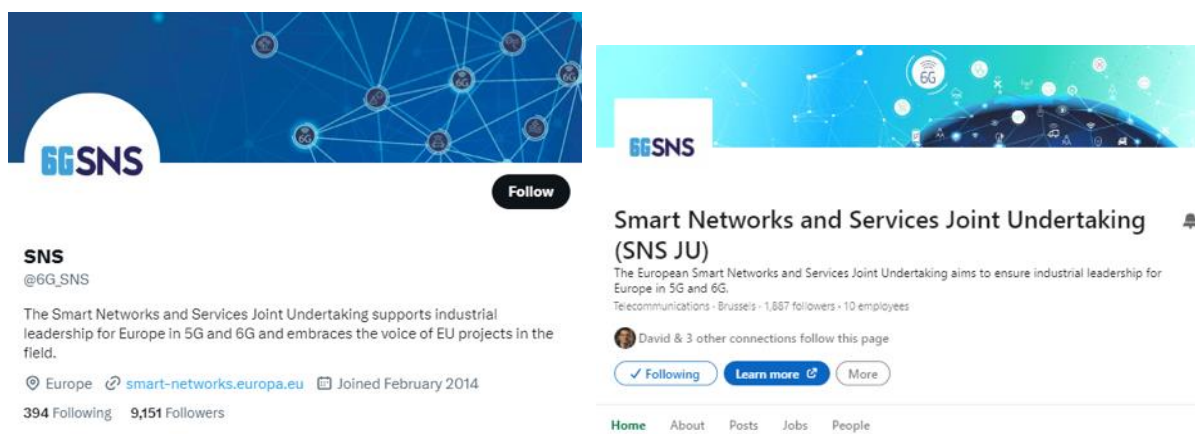 6GSNS
Follow
SNS
@6G_SNS
The Smart Networks and Services Joint Undertaking supports industrial
leadership for Europe in 5G and 6G and embraces the voice of EU projects in the
field.
Europe smart-networks.europa.eu Joined February 2014
394 Following 9,151 Followers
6G
6G
6G
6G
6GSNS
Smart Networks and Services Joint Undertaking
(SNS JU)
The European Smart Networks and Services Joint Undertaking aims to ensure industrial leadership for
Europe in 5G and 6G.
Telecommunications · Brussels · 1,887 followers · 10 employees
David & 3 other connections follow this page
Following Learn more More
Home About Posts Jobs People